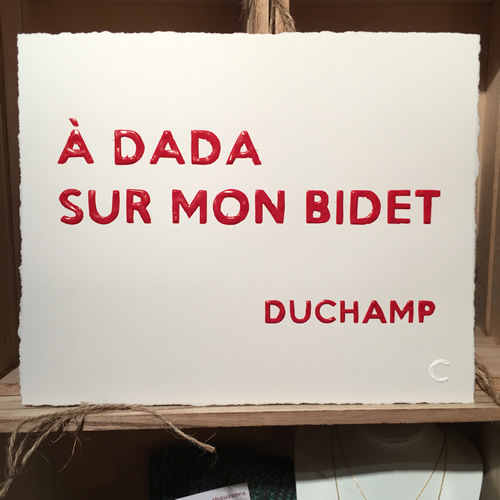 À DADA
SUR MON BIDET
DUCHAMP
C